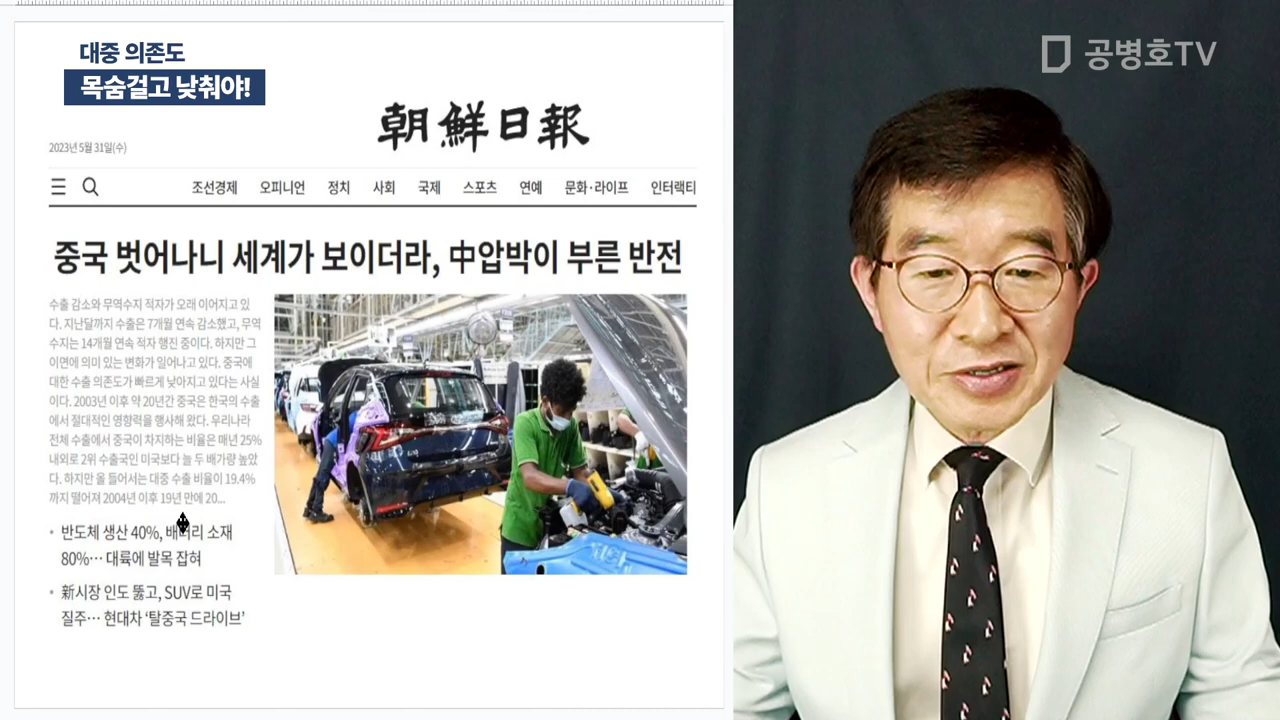 대중 의존도
목숨걸고 낮춰야!
공병호TV
朝鮮日報
2023년 5월 31일(수)
조선경제 오피니언 정치 사회 국제 스포츠 연예 문화·라이프 인터랙티
중국 벗어나니 세계가 보이더라, 中압박이 부른 반전
수출 감소와 무역수지 적자가 오래 이어지고 있
다. 지난달까지 수출은 7개월 연속 감소했고, 무역
수지는 14개월 연속 적자 행진 중이다. 하지만 그
이면에 의미 있는 변화가 일어나고 있다. 중국에
대한 수출 의존도가 빠르게 낮아지고 있다는 사실
이다. 2003년 이후 약 20년간 중국은 한국의 수출
에서 절대적인 영향력을 행사해 왔다. 우리나라
전체 수출에서 중국이 차지하는 비율은 매년 25%
내외로 2위 수출국인 미국보다 늘 두 배가량 높았
다. 하지만 올 들어서는 대중 수출 비율이 19.4%
까지 떨어져 2004년 이후 19년 만에 20...
• 반도체 생산 40%, 배터리 소재
80%… 대륙에 발목 잡혀
• 新시장 인도 뚫고, SUV로 미국
질주… 현대차 ‘탈중국 드라이브’